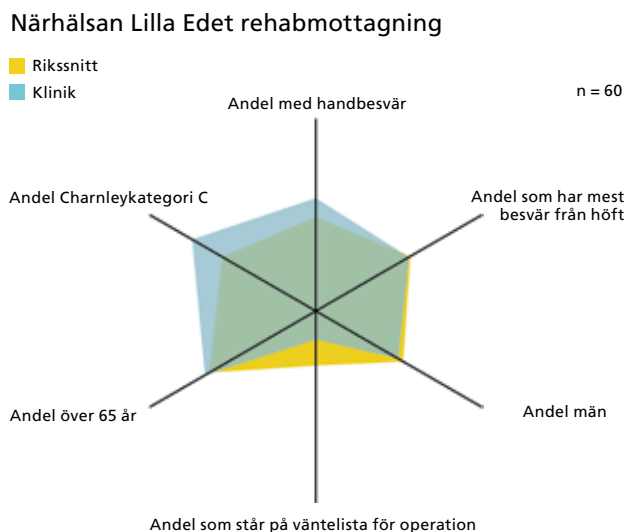 Närhälsan Lilla Edet rehabmottagning
Rikssnitt
Klinik
n = 60
Andel med handbesvär
Andel Charnleykategori C
Andel som har mest
besvär från höft
Andel över 65 år
Andel män
Andel som står på väntelista för operation